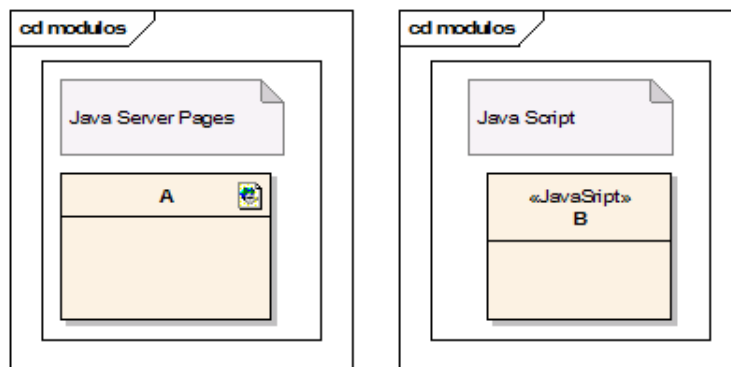 cd modulos
Java Server Pages
A
cd modulos
Java Script
«JavaSript»
B